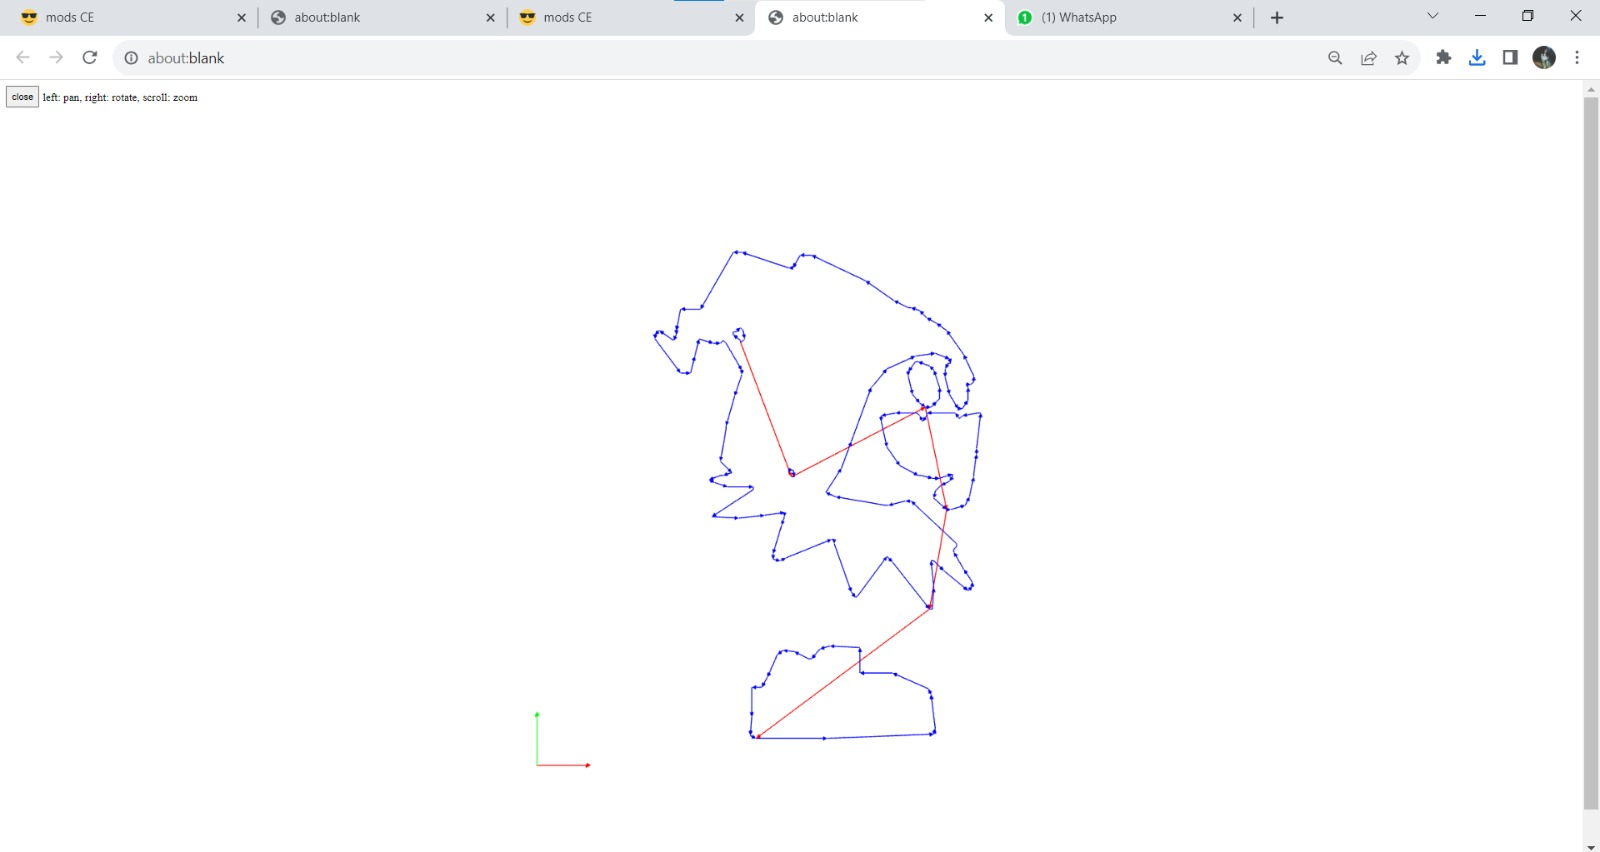 mods CE
about:blank
mods CE
about:blank
1
(1) WhatsApp
about:blank
close
left: pan, right: rotate, scroll: zoom